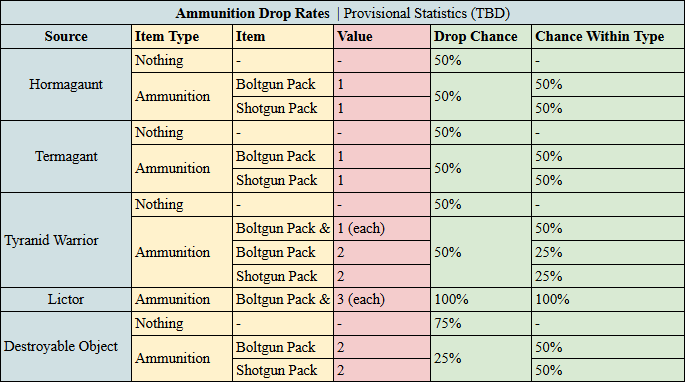 Ammunition Drop Rates | Provisional Statistics (TBD)
Source Item Type Item Value Drop Chance Chance Within Type
Hormagaunt Nothing - - 50% -
Ammunition Boltgun Pack 1 50% 50%
Shotgun Pack 1 50%
Termagant Nothing - - 50% -
Ammunition Boltgun Pack 1 50% 50%
Shotgun Pack 1 50%
Tyranid Warrior Nothing - - 50% -
Ammunition Boltgun Pack & 1 (each) 50% 50%
Boltgun Pack 2 25%
Shotgun Pack 2 25%
Lictor Ammunition Boltgun Pack & 3 (each) 100% 100%
Destroyable Object Nothing - - 75% -
Ammunition Boltgun Pack 2 25% 50%
Shotgun Pack 2 50%